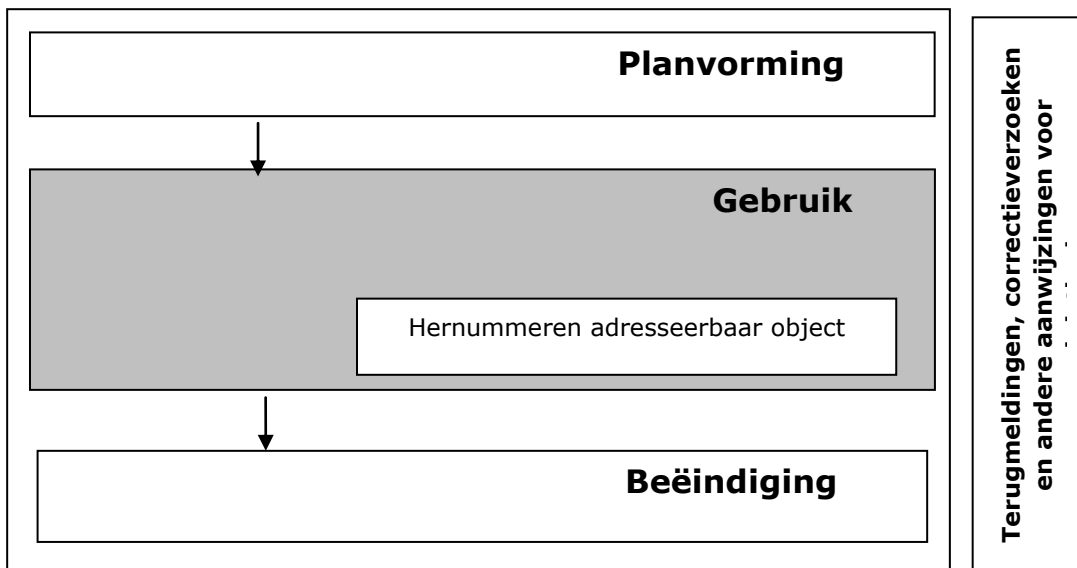 Planvorming
Gebruik
Hernummeren adresseerbaar object
Beëindiging
Terugmeldingen, correctieverzoeken
en andere aanwijzingen voor